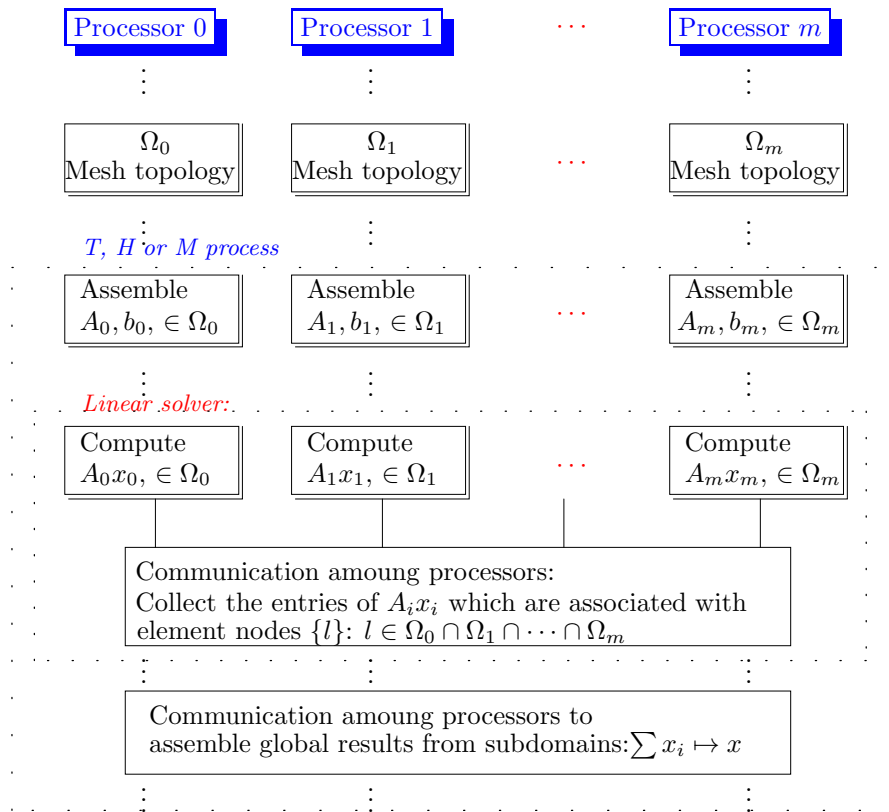 Processor 0 Processor 1 ··· Processor m
Ω₀ Ω₁ Ωₘ
Mesh topology Mesh topology ··· Mesh topology
T, H or M process
Assemble Assemble Assemble
A₀, b₀, ∈ Ω₀ A₁, b₁, ∈ Ω₁ ··· Aₘ, bₘ, ∈ Ωₘ
Linear solver:
Compute Compute Compute
A₀x₀, ∈ Ω₀ A₁x₁, ∈ Ω₁ ··· Aₘxₘ, ∈ Ωₘ
Communication amoung processors:
Collect the entries of Aᵢxᵢ which are associated with
element nodes {l}: l ∈ Ω₀ ∩ Ω₁ ∩ ··· ∩ Ωₘ
Communication amoung processors to
assemble global results from subdomains:∑ xᵢ ↦ x